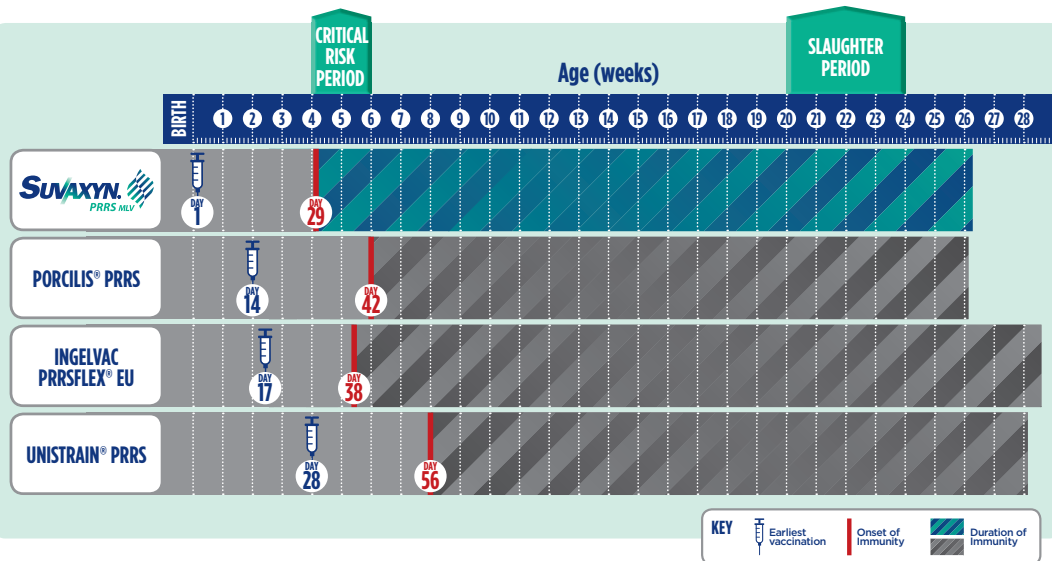 CRITICAL
RISK
PERIOD
SLAUGHTER
PERIOD
Age (weeks)
BIRTH 1 2 3 4 5 6 7 8 9 10 11 12 13 14 15 16 17 18 19 20 21 22 23 24 25 26 27 28
SUVAXYN.
PRRS MLV
DAY
1
DAY
29
PORCILIS® PRRS
DAY
14
DAY
42
INGELVAC
PRRSFLEX® EU
DAY
17
DAY
38
UNISTRAIN® PRRS
DAY
28
DAY
56
KEY
Earliest
vaccination
Onset of
Immunity
Duration of
Immunity